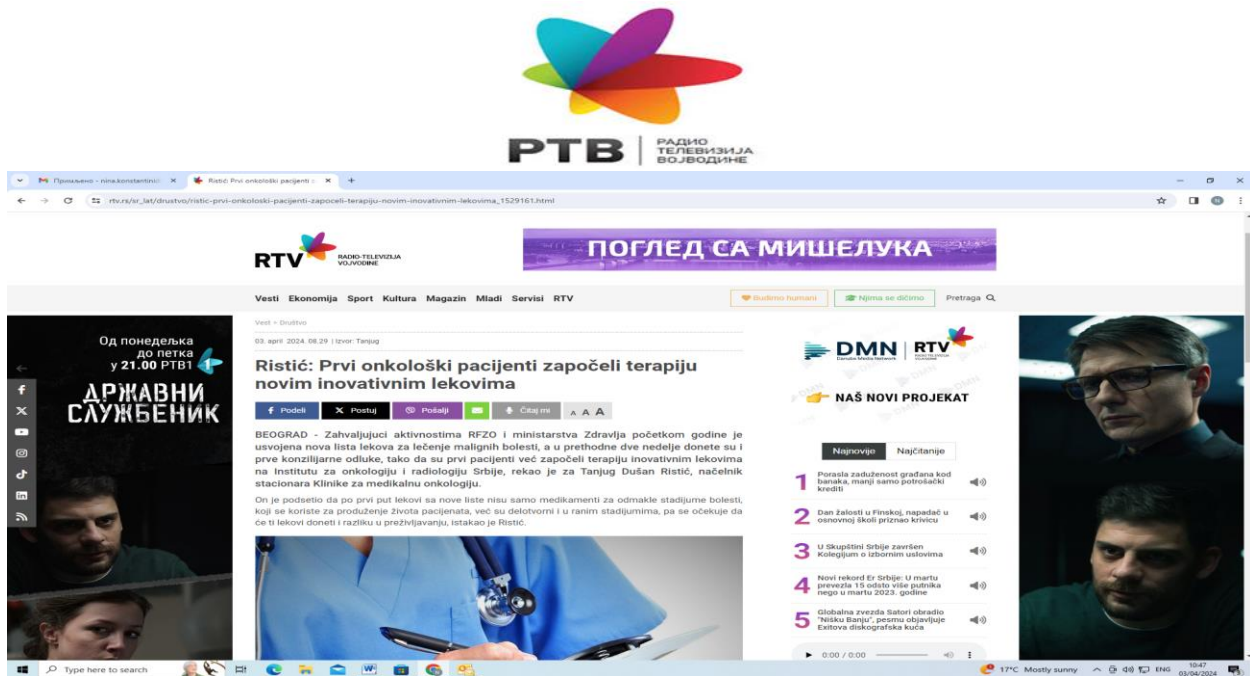 РТВ
РАДИО
ТЕЛЕВИЗИЈА
ВОЈВОДИНЕ
Ristić: Prvi onkološki pacijenti z
rtv.rs/sr_lat/drustvo/ristic-prvi-onkoloski-pacijenti-zapoceli-terapiju-novim-inovativnim-lekovima_1529161.html
RTV
RADIO-TELEVIZIJA
VOJVODINE
ПОГЛЕД СА МИШЕЛУКА
Vesti Ekonomija Sport Kultura Magazin Mladi Servisi RTV
Budimo humani
Njima se dičimo
Pretraga
Vesti > Društvo
03. april 2024. 08.29 | Izvor: Tanjug
Ristić: Prvi onkološki pacijenti započeli terapiju
novim inovativnim lekovima
Podeli
Postuj
Pošalji
Čitaj mi
A A A
BEOGRAD - Zahvaljujuci aktivnostima RFZO i ministarstva Zdravlja početkom godine je
usvojena nova lista lekova za lečenje malignih bolesti, a u prethodne dve nedelje donete su i
prve konzilijarne odluke, tako da su prvi pacijenti već započeli terapiju inovativnim lekovima
na Institutu za onkologiju i radiologiju Srbije, rekao je za Tanjug Dušan Ristić, načelnik
stacionara Klinike za medikalnu onkologiju.
On je podsetio da po prvi put lekovi sa nove liste nisu samo medikamenti za odmakle stadijume bolesti,
koji se koriste za produženje života pacijenata, već su delotvorni i u ranim stadijumima, pa se očekuje da
će ti lekovi doneti i razliku u preživljavanju, istakao je Ristić.
Од понедељка
до петка
у 21.00 РТВ1
ДРЖАВНИ
СЛУЖБЕНИК
DMN
Danube Media Network
RTV
NAŠ NOVI PROJEKAT
Najnovije
Najčitanije
1
Porasla zaduženost građana kod
banaka, manji samo potrošački
krediti
2
Dan žalosti u Finskoj, napadač u
osnovnoj školi priznao krivicu
3
U Skupštini Srbije završen
Kolegijum o izbornim uslovima
4
Novi rekord Er Srbije: U martu
prevezla 15 odsto više putnika
nego u martu 2023. godine
5
Globalna zvezda Satori obradio
"Nišku Banju", pesmu objavljuje
Exitova diskografska kuća
0:00 / 0:00
Type here to search
17°C Mostly sunny
ENG
10:47
03/04/2024